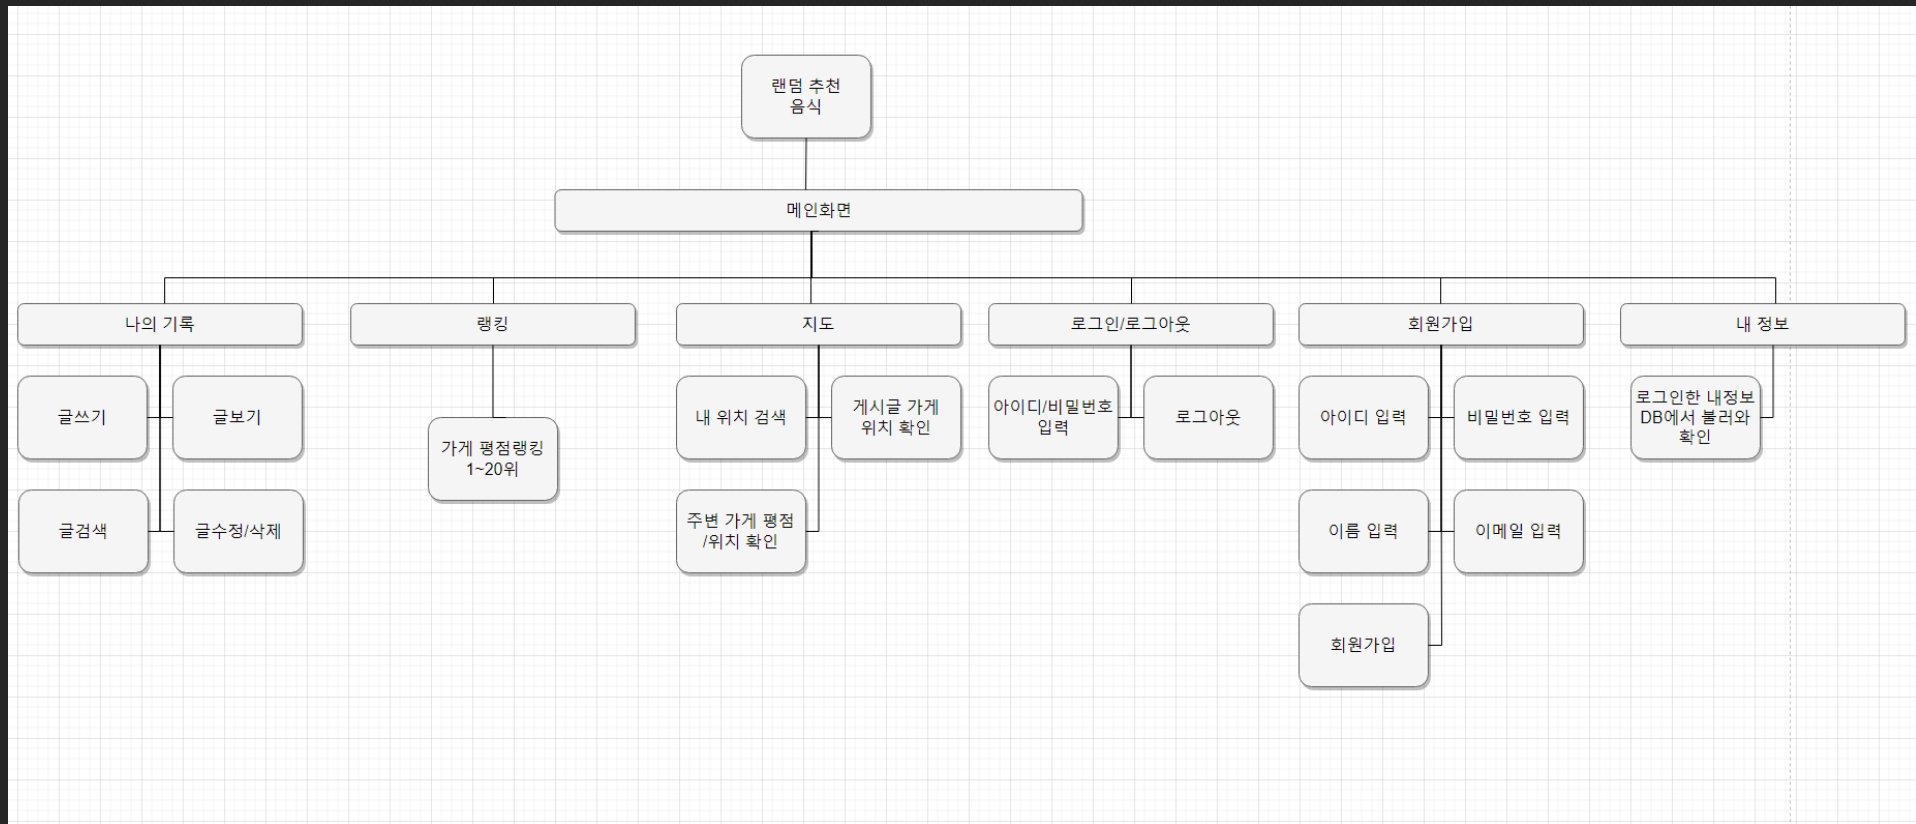 랜덤 추천
음식
메인화면
나의 기록
랭킹
지도
로그인/로그아웃
회원가입
내 정보
글쓰기
글보기
글검색
글수정/삭제
가게 평점랭킹
1~20위
내 위치 검색
게시글 가게
위치 확인
주변 가게 평점
/위치 확인
아이디/비밀번호
입력
로그아웃
아이디 입력
비밀번호 입력
이름 입력
이메일 입력
회원가입
로그인한 내정보
DB에서 불러와
확인